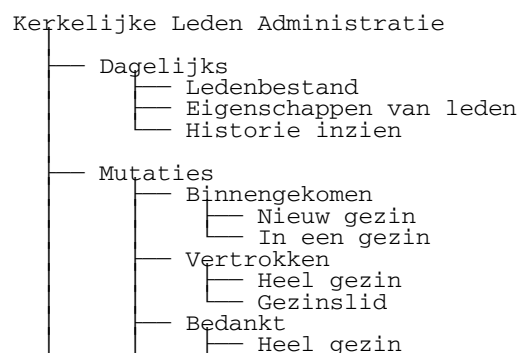 Kerkelijke Leden Administratie
Dagelijks
Ledenbestand
Eigenschappen van leden
Historie inzien
Mutaties
Binnengekomen
Nieuw gezin
In een gezin
Vertrokken
Heel gezin
Gezinslid
Bedankt
Heel gezin